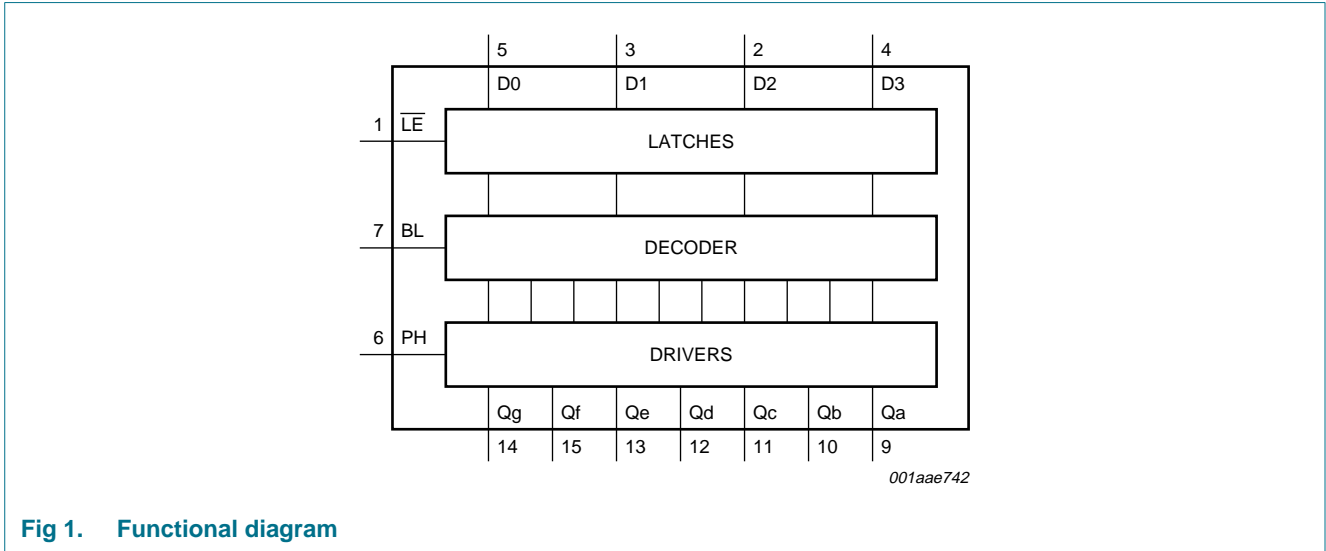 5 3 2 4
D0 D1 D2 D3
1 L̅E̅
LATCHES
7 BL
DECODER
6 PH
DRIVERS
Qg Qf Qe Qd Qc Qb Qa
14 15 13 12 11 10 9
001aae742
Fig 1. Functional diagram